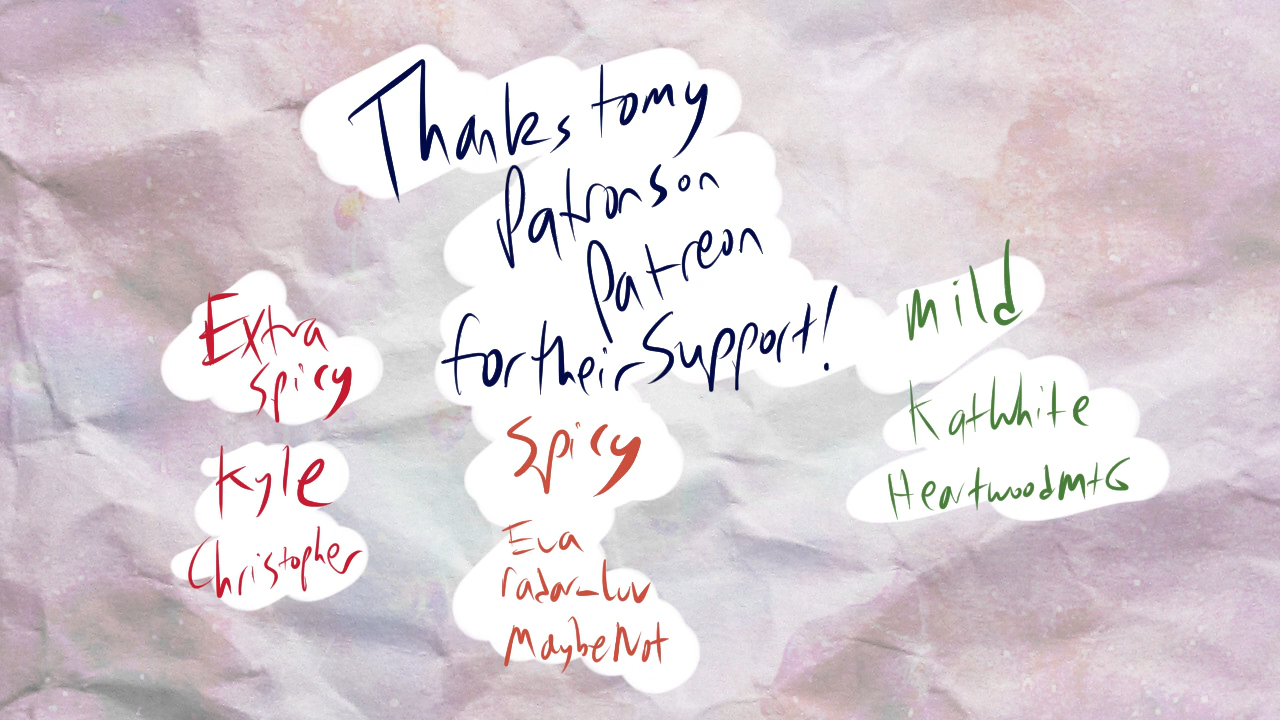 Thanks to my
Patrons on
Patreon
for their Support!
Extra
Spicy
Kyle
Christopher
Spicy
Eva
radar_luv
MaybeNot
Mild
KatWhite
HeartwoodMtG